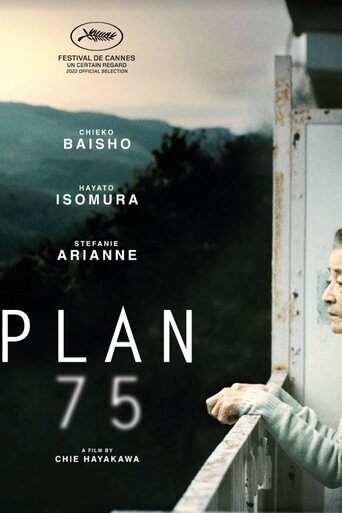 FESTIVAL DE CANNES
UN CERTAIN REGARD
2022 OFFICIAL SELECTION
CHIEKO
BAISHO
HAYATO
ISOMURA
STEFANIE
ARIANNE
PLAN
75
A FILM BY
CHIE HAYAKAWA